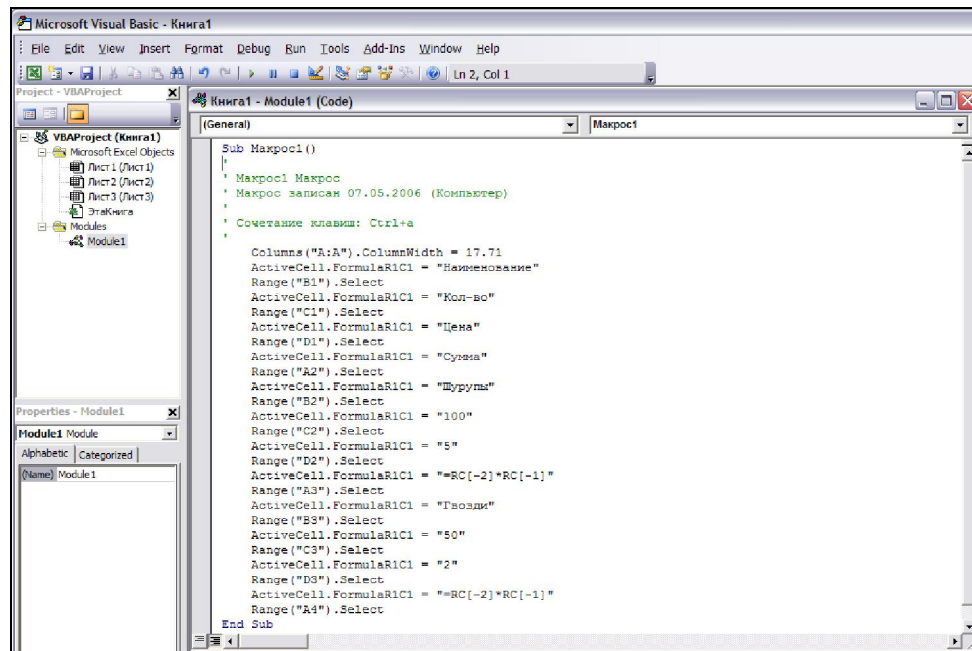 Microsoft Visual Basic - Книга1
File Edit View Insert Format Debug Run Tools Add-Ins Window Help
Ln 2, Col 1
Project - VBAProject
VBAProject (Книга1)
Microsoft Excel Objects
Лист1 (Лист1)
Лист2 (Лист2)
Лист3 (Лист3)
ЭтаКнига
Modules
Module1
Properties - Module1
Module1 Module
Alphabetic Categorized
(Name) Module1
Книга1 - Module1 (Code)
(General) Макрос1
Sub Макрос1()
'
' Макрос1 Макрос
' Макрос записан 07.05.2006 (Компьютер)
'
' Сочетание клавиш: Ctrl+a
'
Columns("A:A").ColumnWidth = 17.71
ActiveCell.FormulaR1C1 = "Наименование"
Range("B1").Select
ActiveCell.FormulaR1C1 = "Кол-во"
Range("C1").Select
ActiveCell.FormulaR1C1 = "Цена"
Range("D1").Select
ActiveCell.FormulaR1C1 = "Сумма"
Range("A2").Select
ActiveCell.FormulaR1C1 = "Шурупы"
Range("B2").Select
ActiveCell.FormulaR1C1 = "100"
Range("C2").Select
ActiveCell.FormulaR1C1 = "5"
Range("D2").Select
ActiveCell.FormulaR1C1 = "=RC[-2]*RC[-1]"
Range("A3").Select
ActiveCell.FormulaR1C1 = "Гвозди"
Range("B3").Select
ActiveCell.FormulaR1C1 = "50"
Range("C3").Select
ActiveCell.FormulaR1C1 = "2"
Range("D3").Select
ActiveCell.FormulaR1C1 = "=RC[-2]*RC[-1]"
Range("A4").Select
End Sub